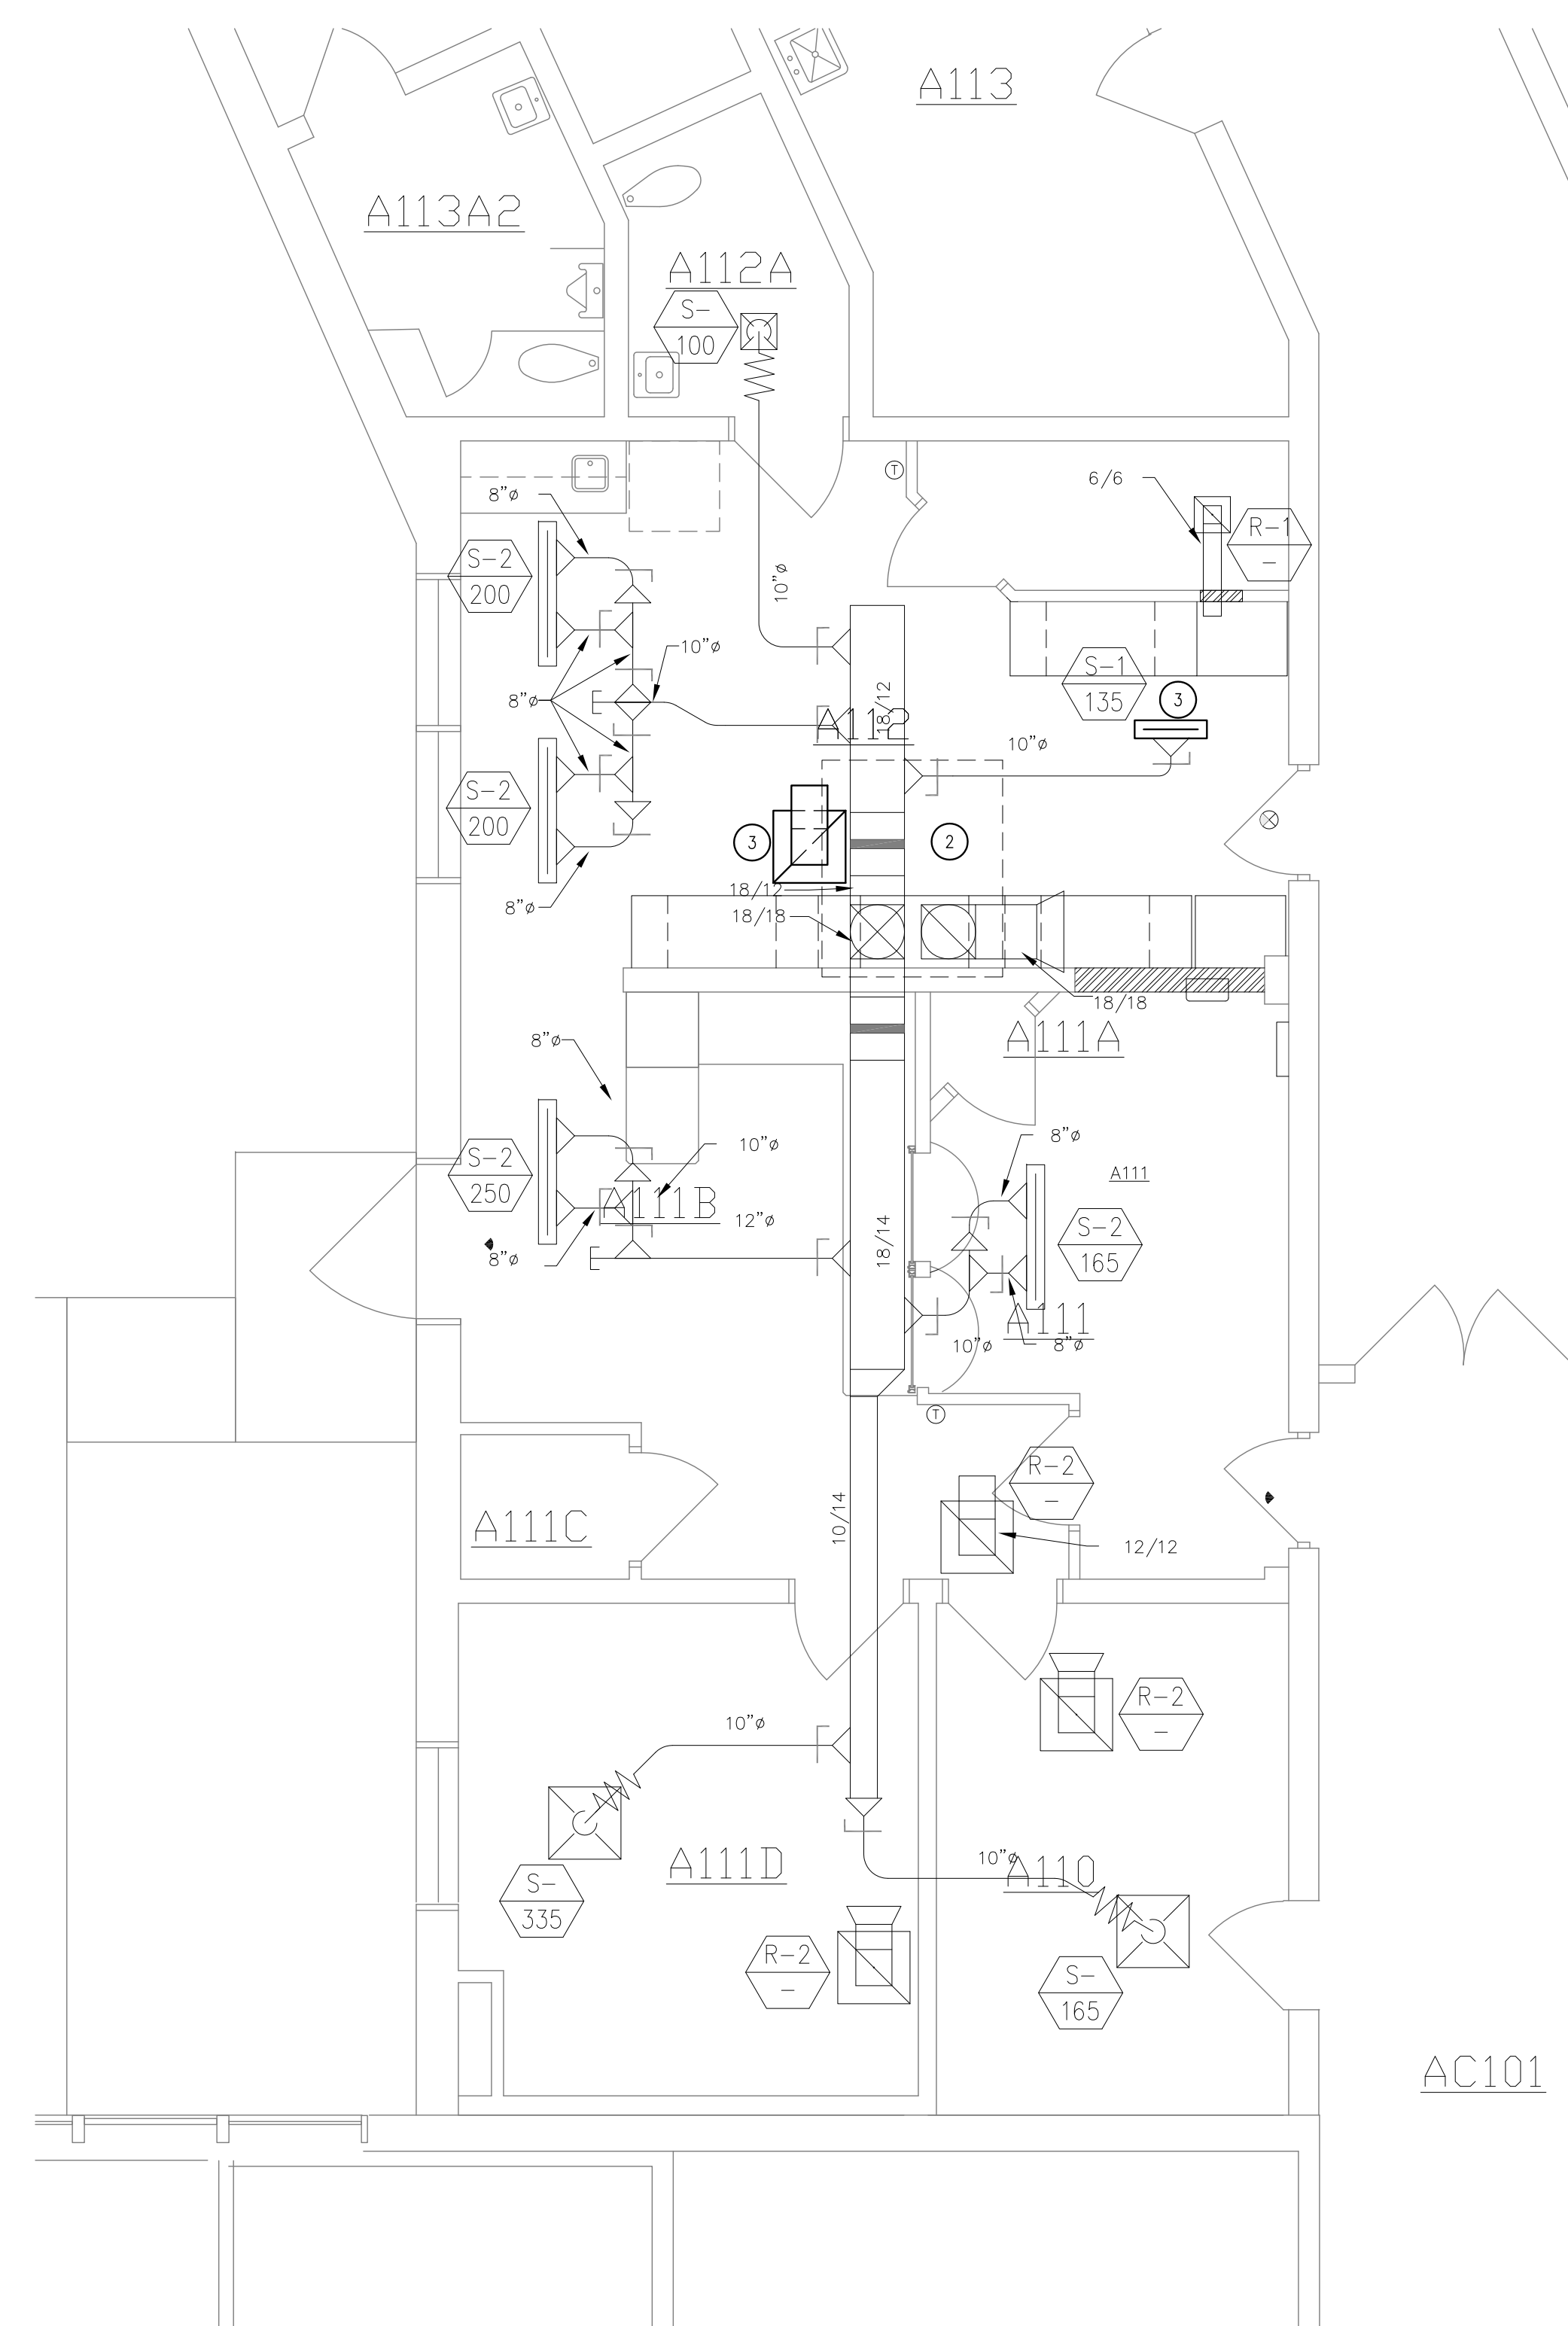 A113
A113A2
A112A
S-
100
T
6/6
R-1
-
8"ø
S-2
200
10"ø
10"ø
8"ø
18/12
S-1
135
3
A112
10"ø
S-2
200
3
2
18/12
18/18
8"ø
18/18
A111A
8"ø
10"ø
8"ø
A111
S-2
250
A111B
12"ø
8"ø
18/14
S-2
165
A111
10"ø
8"ø
T
R-2
-
10/14
A111C
12/12
R-2
-
10"ø
A111D
10"ø
A110
S-
335
R-2
-
S-
165
AC101